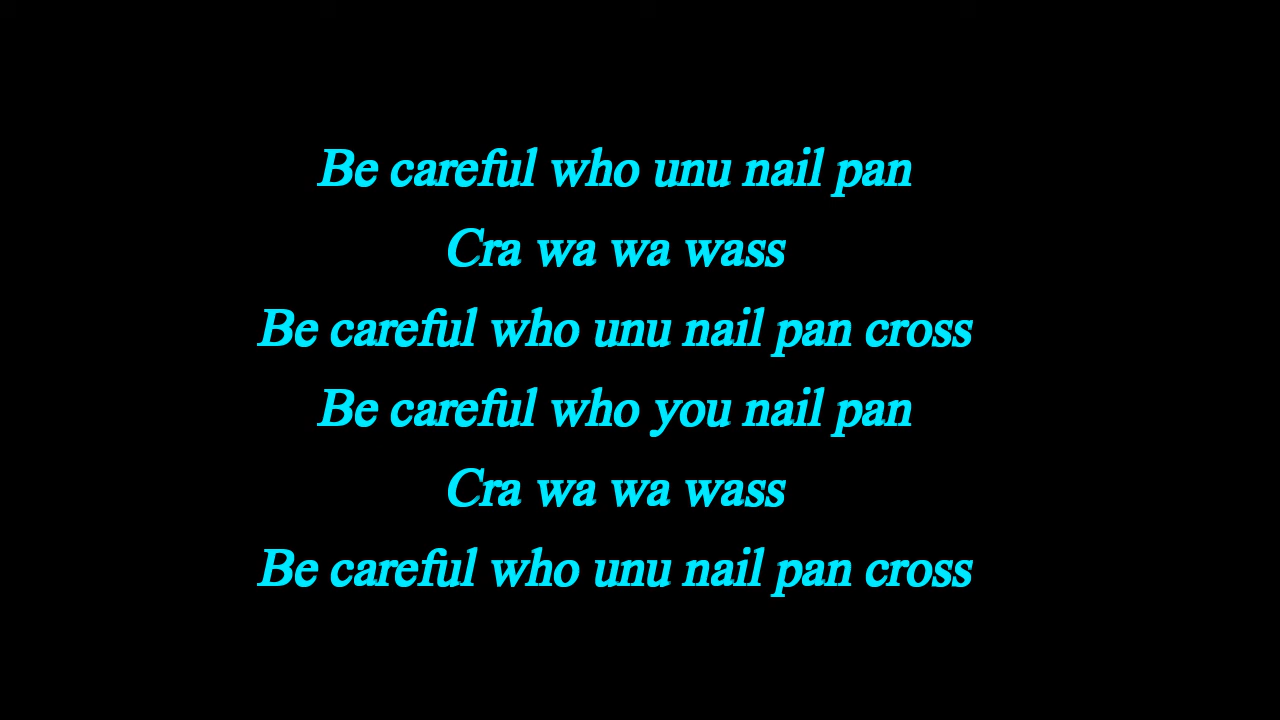 Be careful who unu nail pan
Cra wa wa wass
Be careful who unu nail pan cross
Be careful who you nail pan
Cra wa wa wass
Be careful who unu nail pan cross